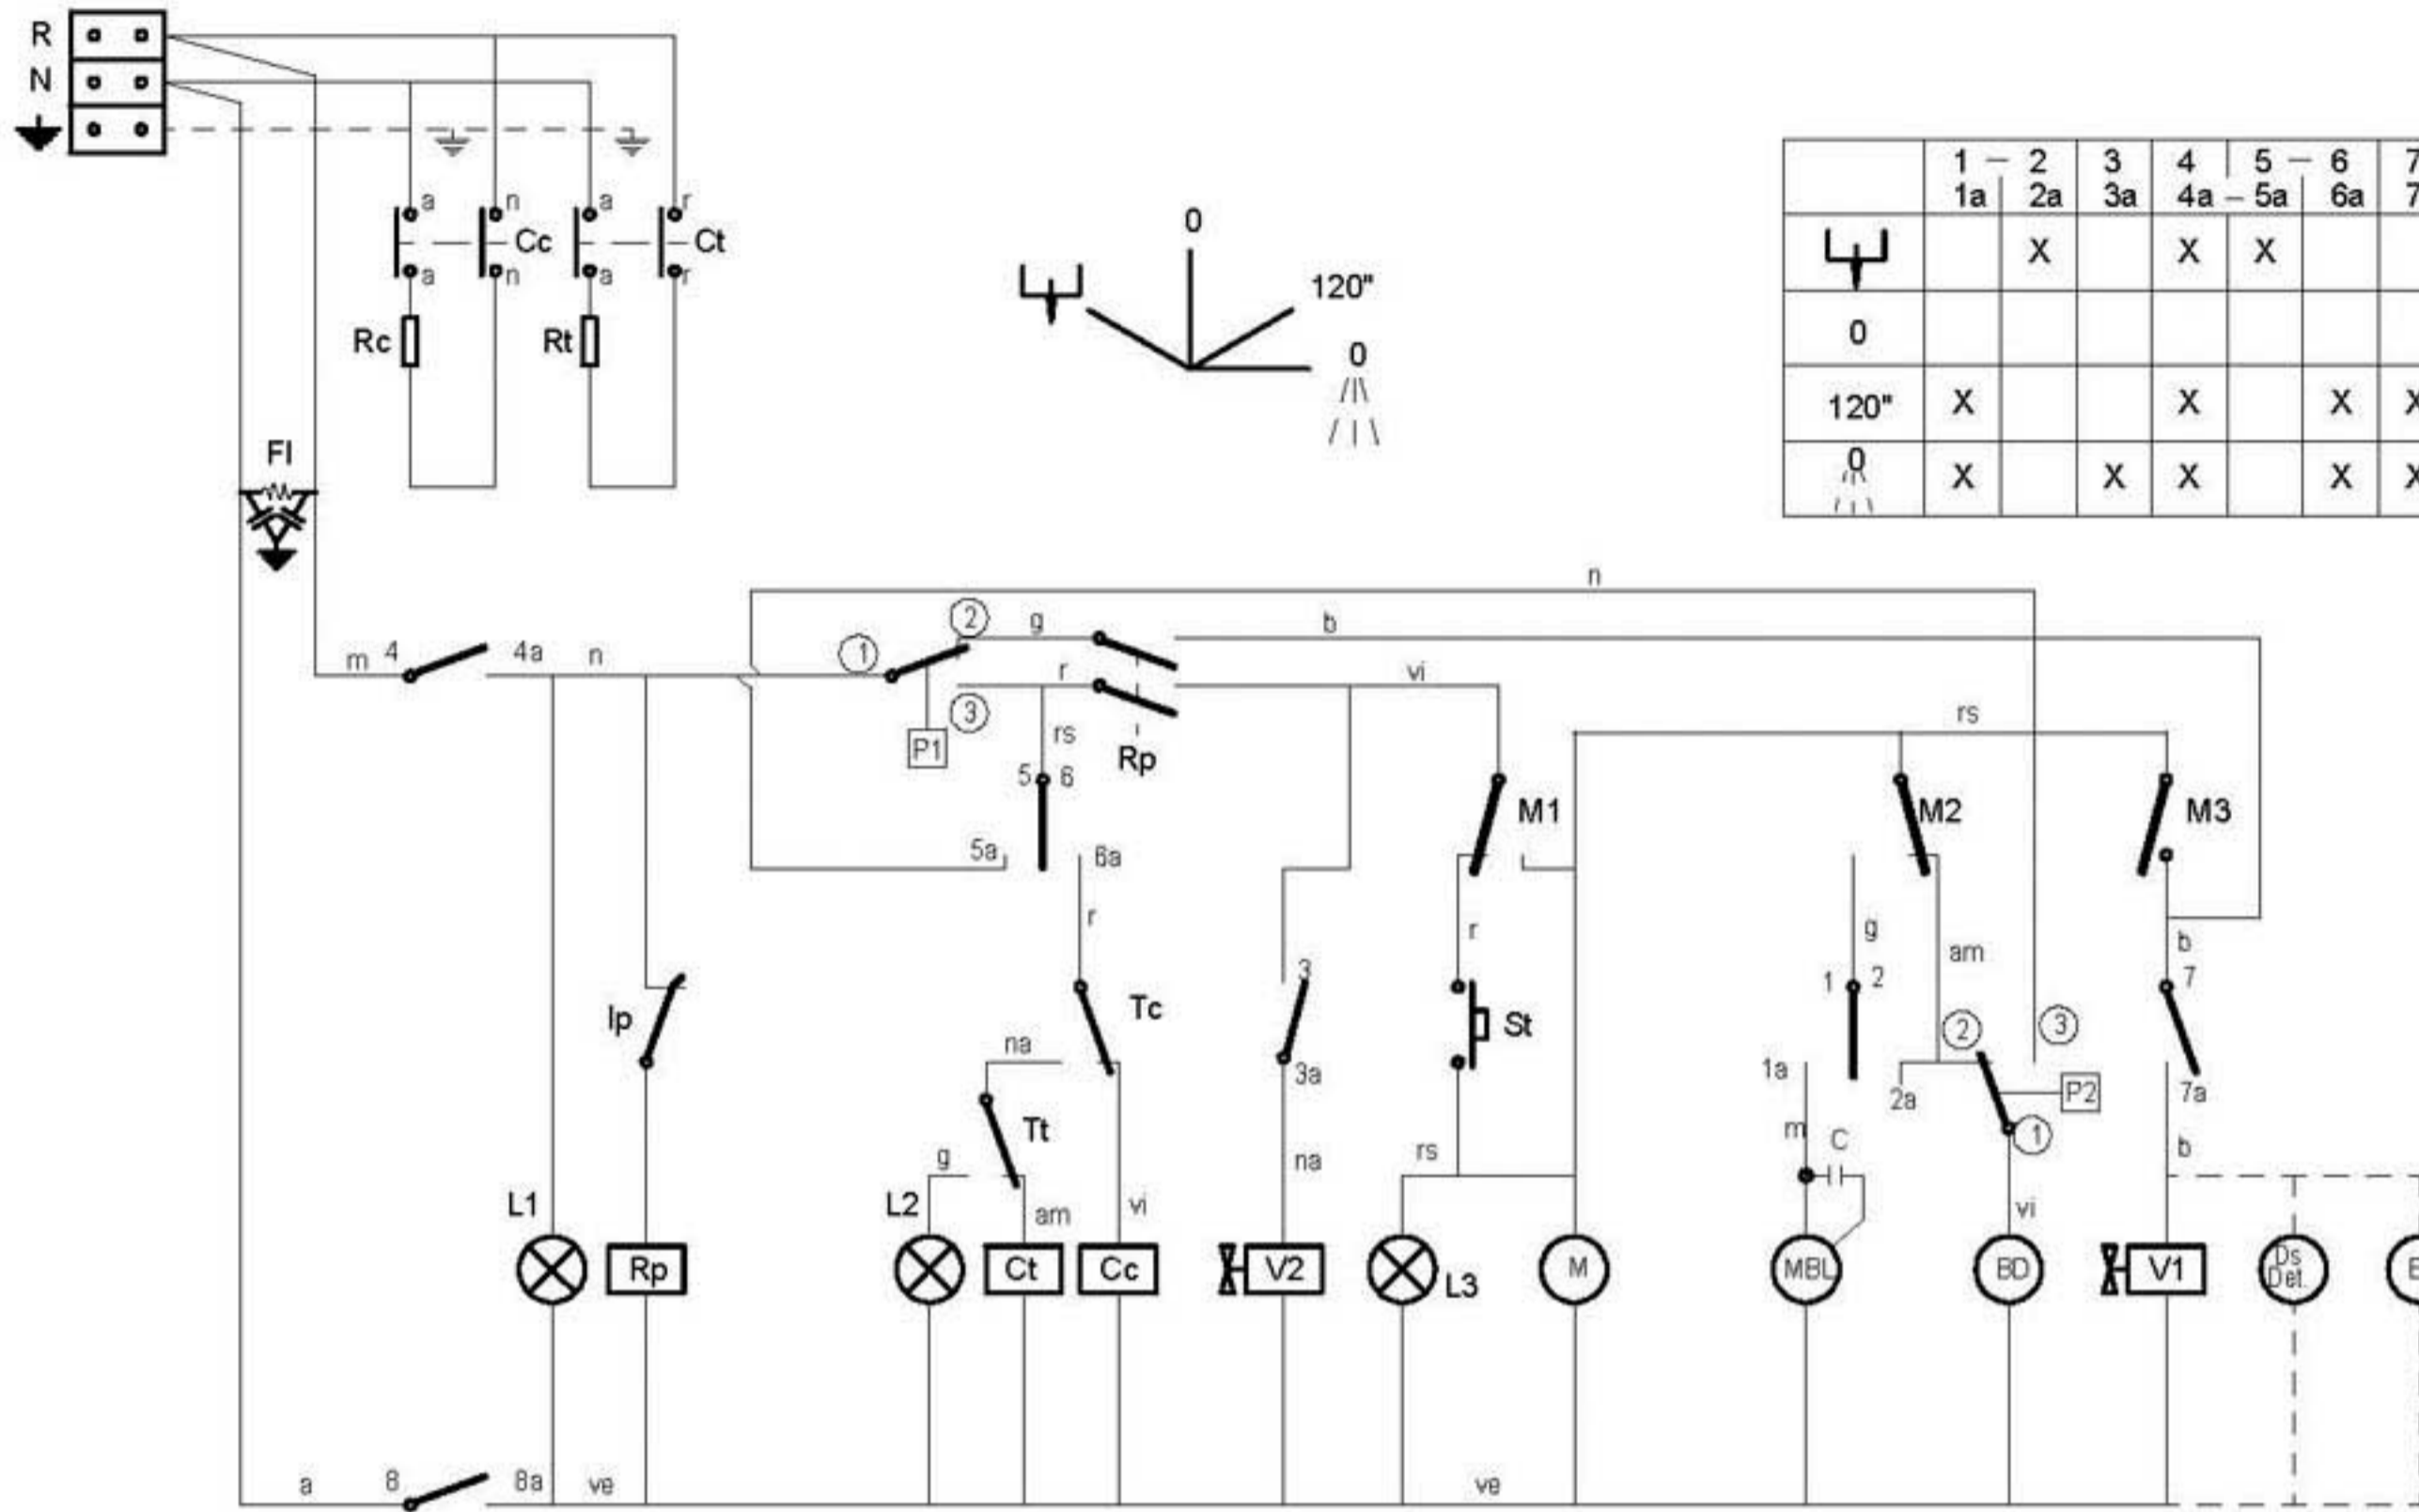 R
N
a n a r
Cc Ct
a n a r
Rc Rt
0
120"
0
1 – 2 3 4 5 – 6 7
1a 2a 3a 4a – 5a 6a 7
X X X
0
120" X X X X
0 X X X X X
FI
n
m 4 4a n 1 2 g b
3 r vi
P1 rs Rp
rs
5 6
M1 M2 M3
5a 6a
r r g am b
3
1 2
7
Ip Tc St 2 3
na 3a 1a 2a P2 7a
Tt na m C 1 b
g rs
L1 L2 am vi vi
Rp Ct Cc V2 L3 M MBL BD V1 Ds
Det.
a 8 8a ve ve